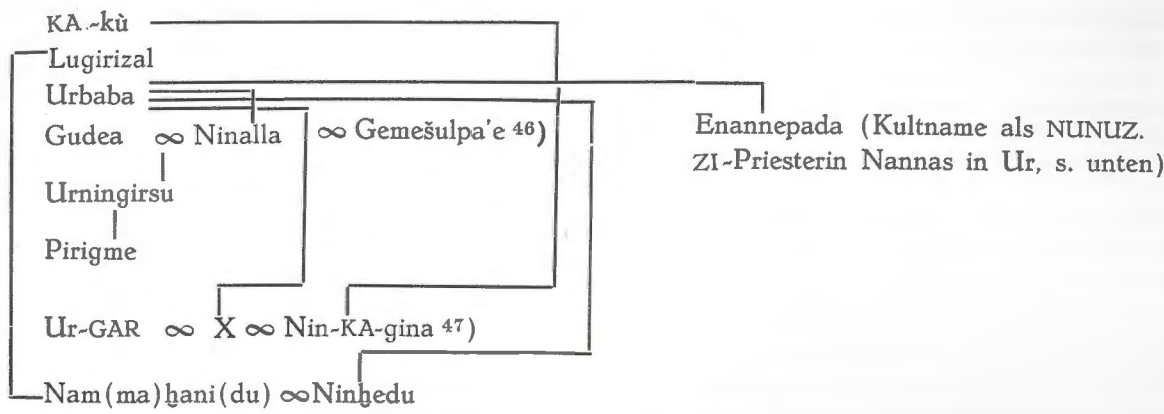 KA.-kù
Lugirizal
Urbaba
Gudea ∞ Ninalla ∞ Gemešulpa'e 46)
Enannepada (Kultname als NUNUZ.
ZI-Priesterin Nannas in Ur, s. unten)
Urningirsu
Pirigme
Ur-GAR ∞ X ∞ Nin-KA-gina 47)
Nam(ma)ḫani(du) ∞Ninḫedu